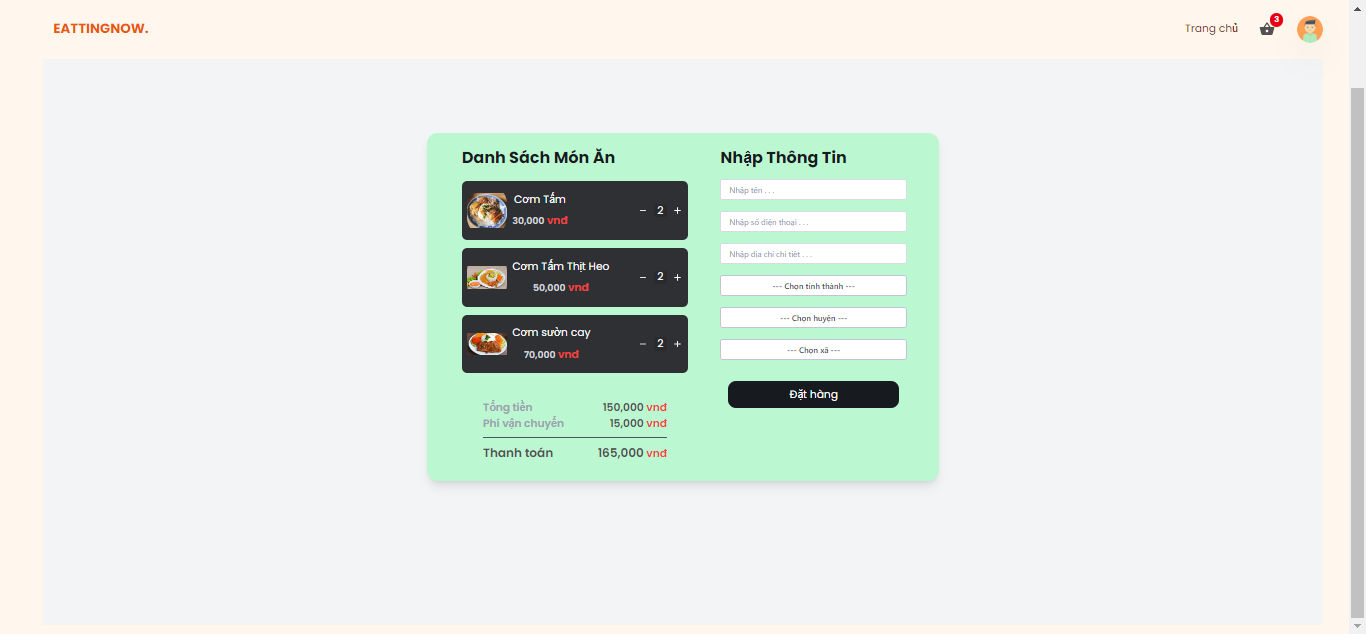 EATTINGNOW.
Trang chủ
3
Danh Sách Món Ăn
Cơm Tấm
30,000 vnđ
− 2 +
Cơm Tấm Thịt Heo
50,000 vnđ
− 2 +
Cơm sườn cay
70,000 vnđ
− 2 +
Tổng tiền 150,000 vnđ
Phí vận chuyển 15,000 vnđ
Thanh toán 165,000 vnđ
Nhập Thông Tin
Nhập tên . . .
Nhập số điện thoại . . .
Nhập địa chỉ chi tiết . . .
--- Chọn tỉnh thành ---
--- Chọn huyện ---
--- Chọn xã ---
Đặt hàng